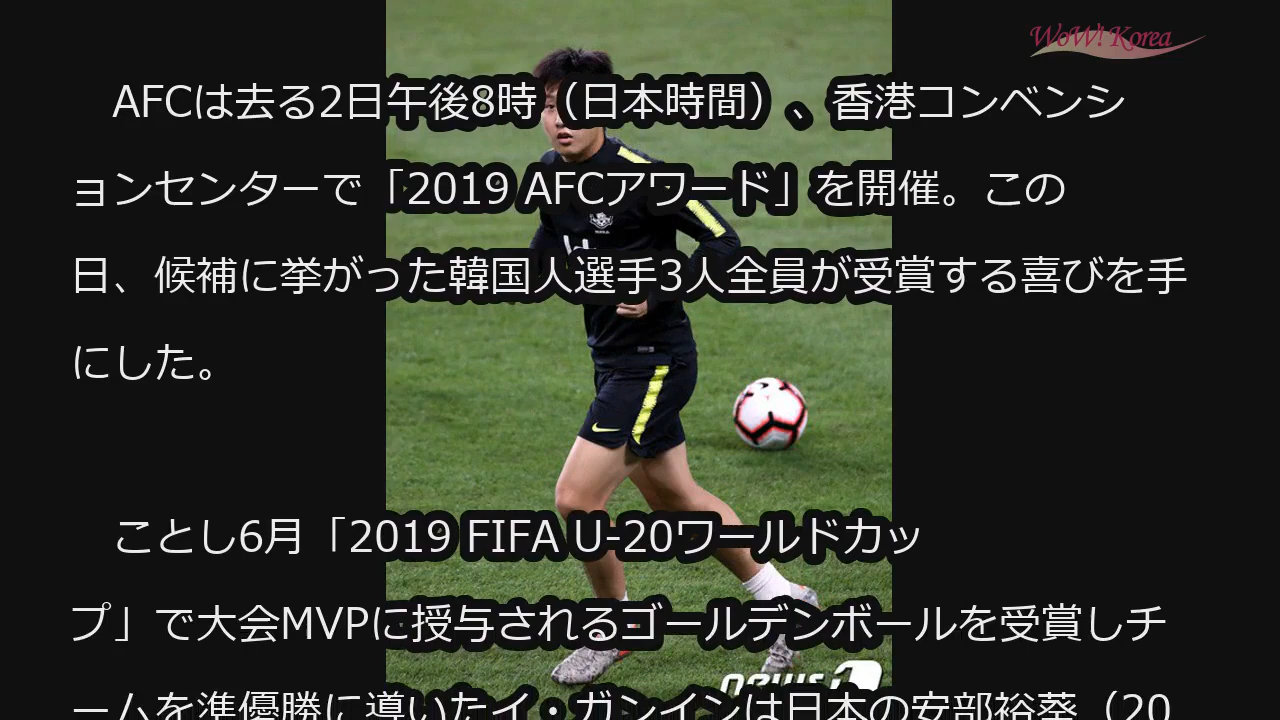 WoW! Korea
AFCは去る2日午後8時（日本時間）、香港コンベンシ
ョンセンターで「2019 AFCアワード」を開催。この
日、候補に挙がった韓国人選手3人全員が受賞する喜びを手
にした。
ことし6月「2019 FIFA U-20ワールドカッ
プ」で大会MVPに授与されるゴールデンボールを受賞しチ
ームを準優勝に導いたイ・ガンインは日本の安部裕葵（20
news1